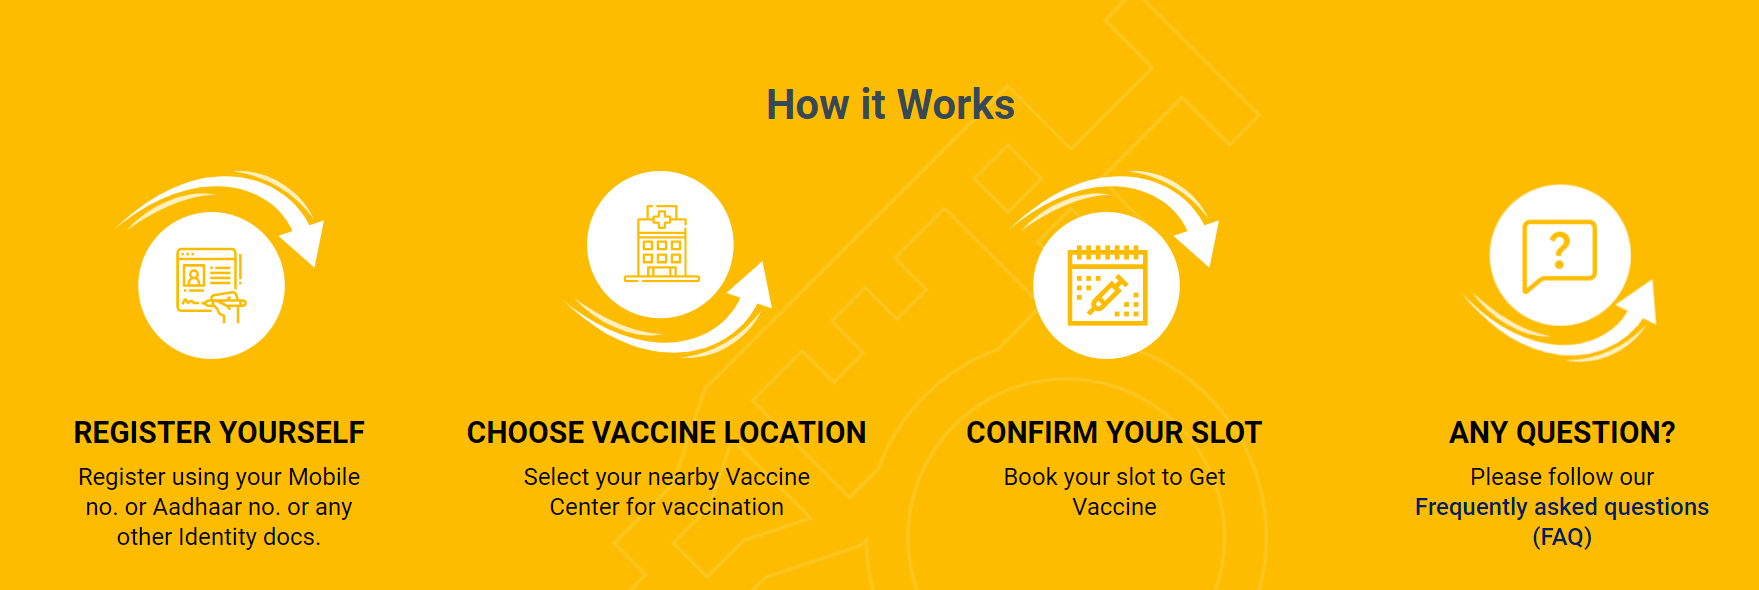 How it Works
REGISTER YOURSELF
Register using your Mobile
no. or Aadhaar no. or any
other Identity docs.
CHOOSE VACCINE LOCATION
Select your nearby Vaccine
Center for vaccination
CONFIRM YOUR SLOT
Book your slot to Get
Vaccine
?
ANY QUESTION?
Please follow our
Frequently asked questions
(FAQ)